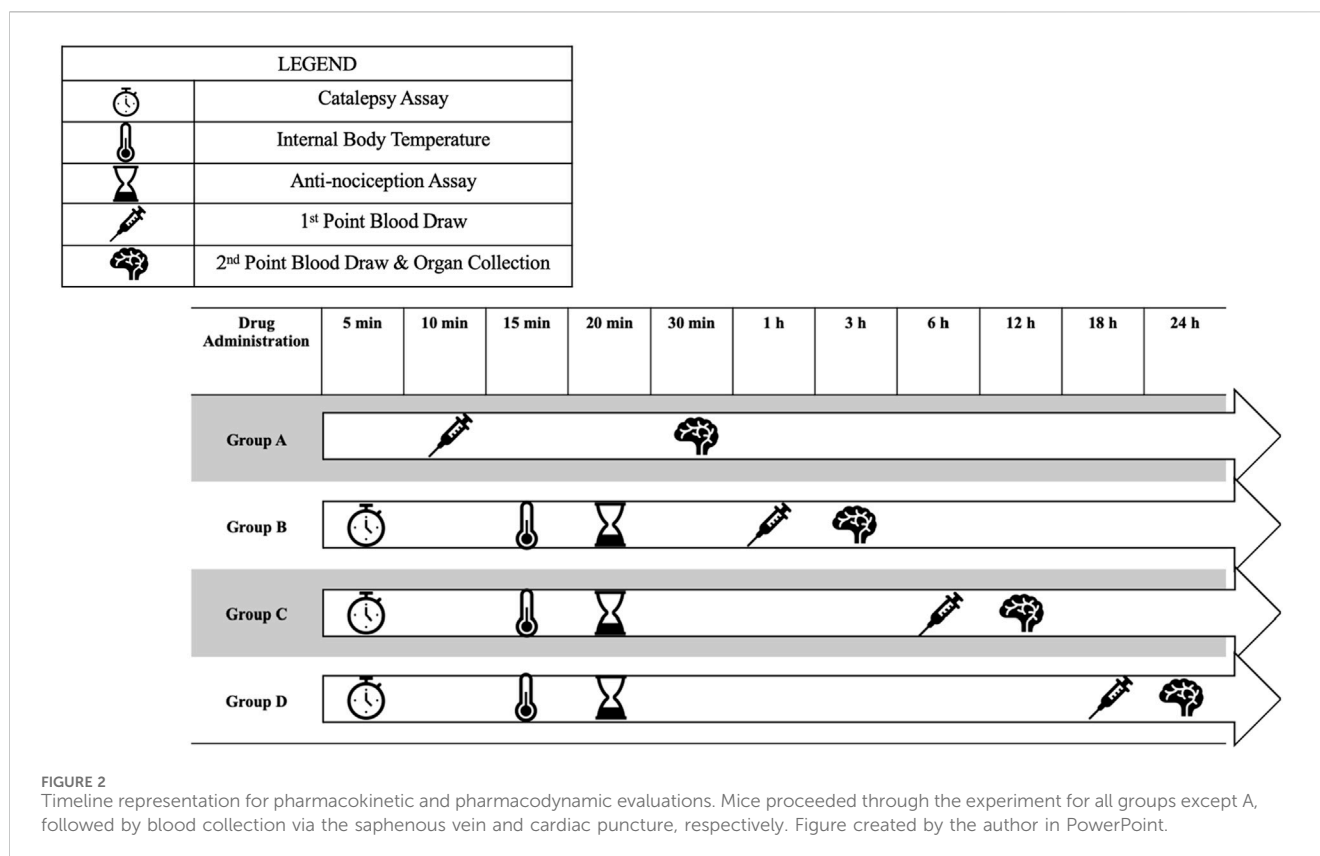 LEGEND
Catalepsy Assay
Internal Body Temperature
Anti-nociception Assay
1st Point Blood Draw
2nd Point Blood Draw & Organ Collection
Drug Administration 5 min 10 min 15 min 20 min 30 min 1 h 3 h 6 h 12 h 18 h 24 h
Group A
Group B
Group C
Group D
FIGURE 2
Timeline representation for pharmacokinetic and pharmacodynamic evaluations. Mice proceeded through the experiment for all groups except A,
followed by blood collection via the saphenous vein and cardiac puncture, respectively. Figure created by the author in PowerPoint.